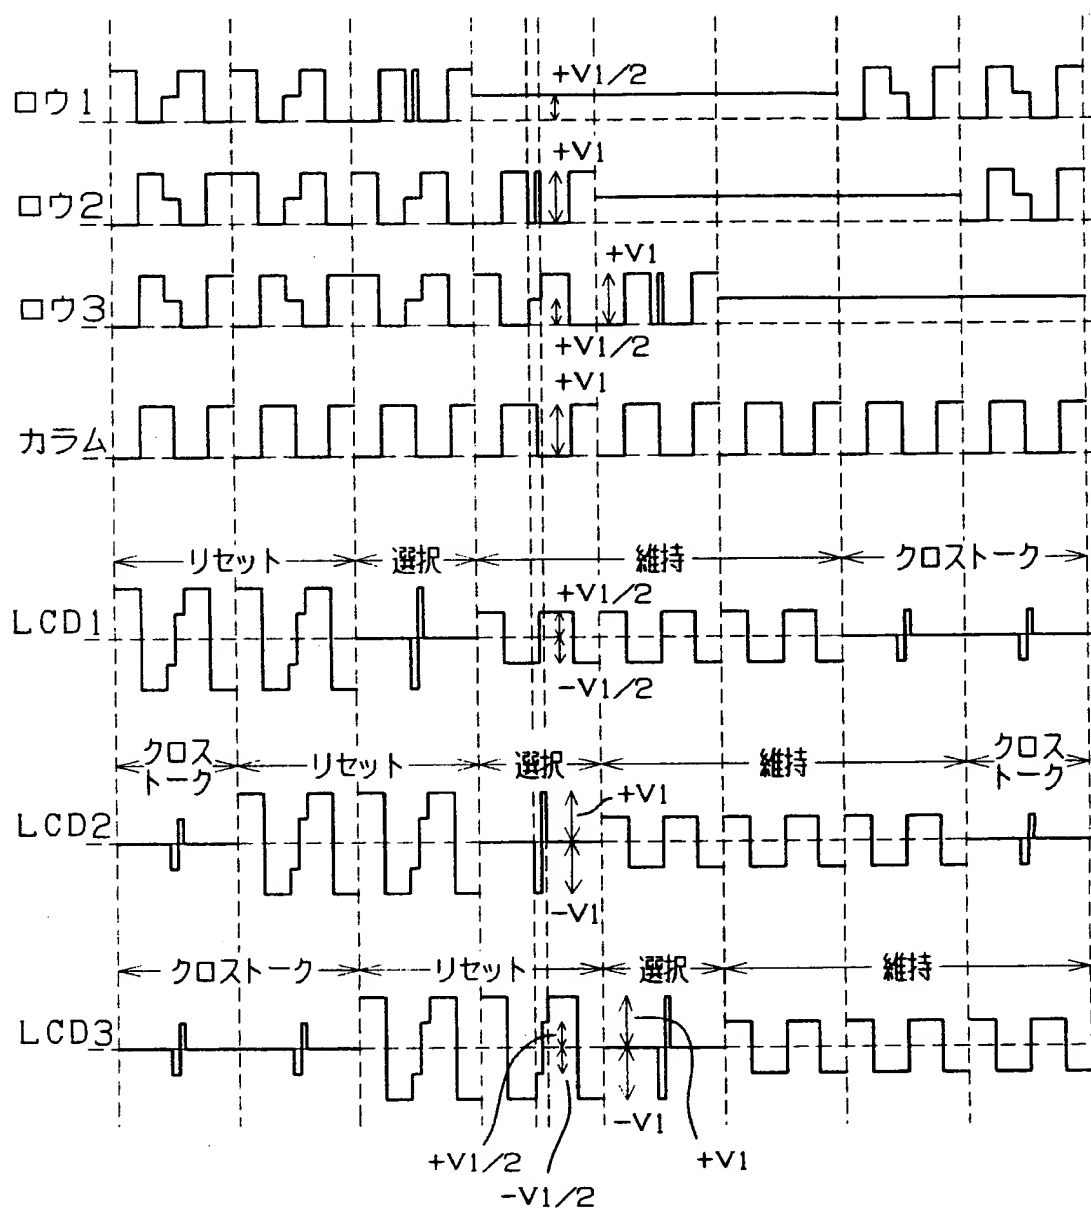 ロウ1
+V1/2
+V1
ロウ2
+V1
ロウ3
+V1/2
+V1
カラム
リセット
選択
維持
クロストーク
+V1/2
LCD1
-V1/2
クロス
トーク
リセット
選択
維持
クロス
トーク
+V1
LCD2
-V1
クロストーク
リセット
選択
維持
LCD3
-V1
+V1/2
+V1
-V1/2